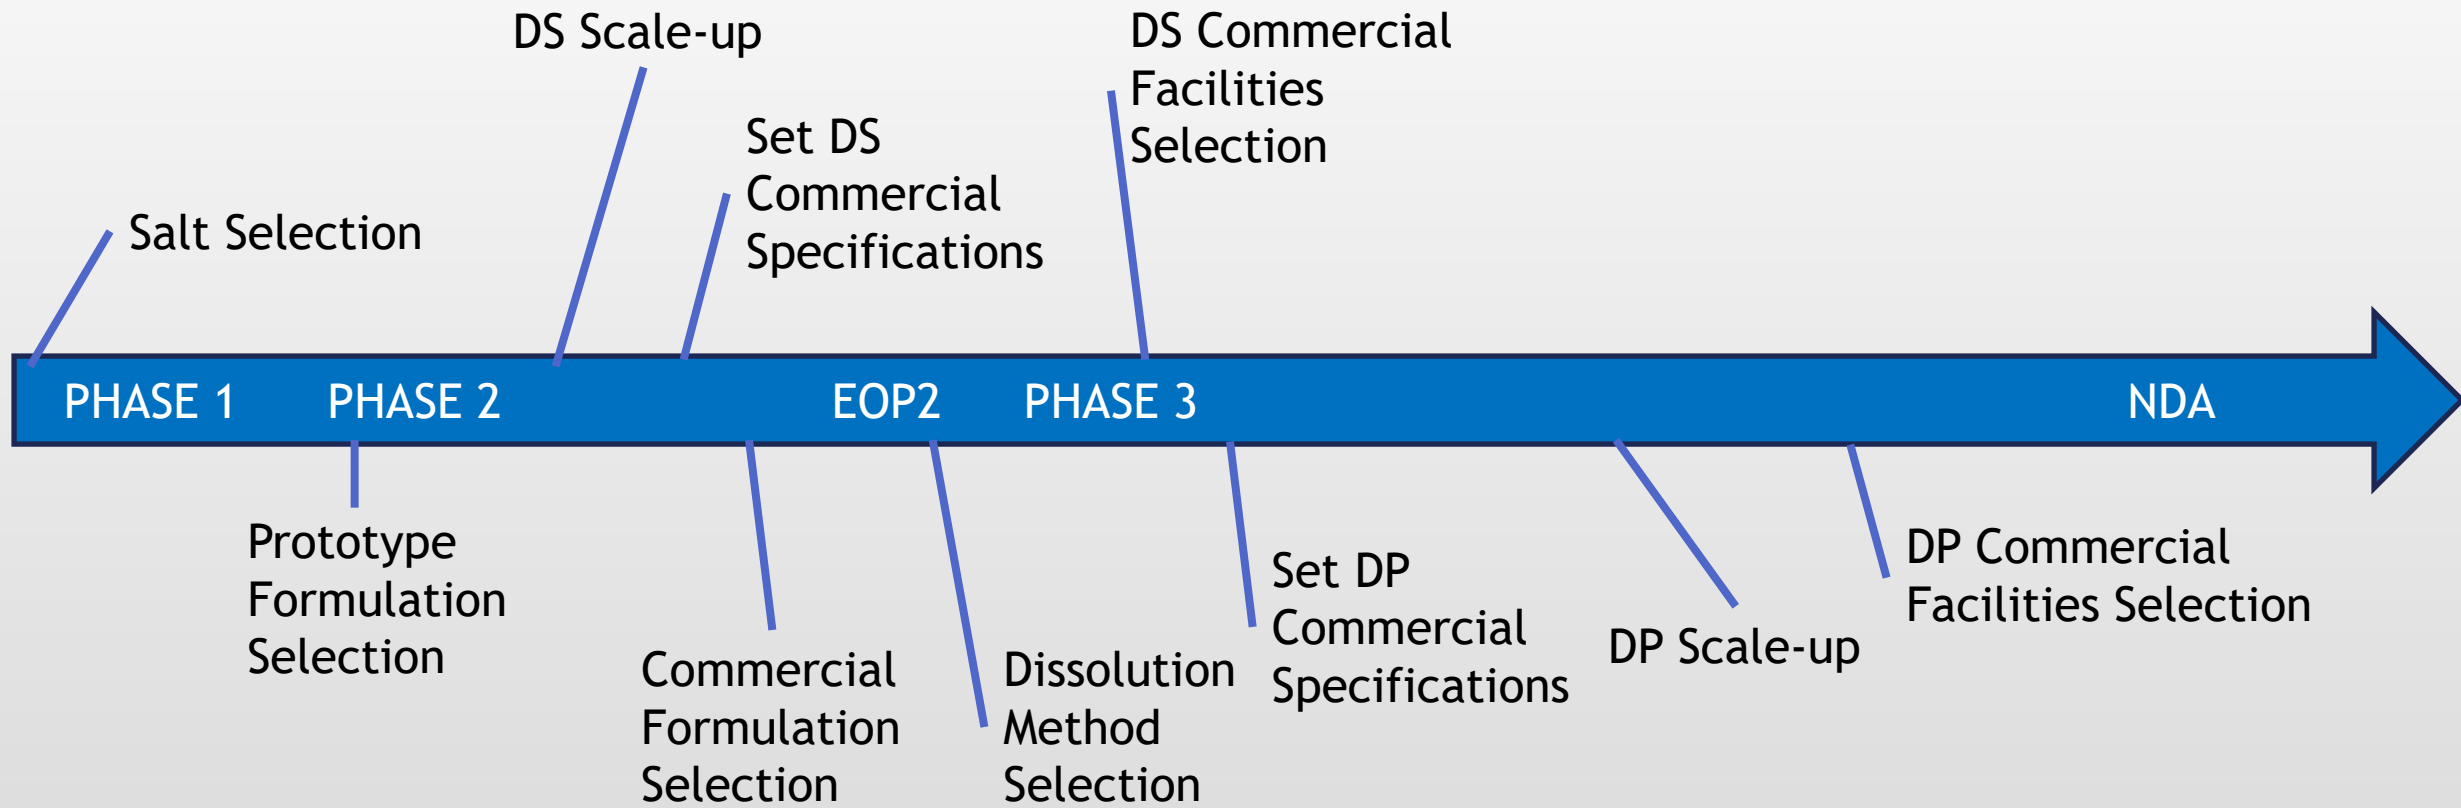 DS Scale-up
DS Commercial
Facilities
Selection
Set DS
Commercial
Specifications
Salt Selection
PHASE 1
PHASE 2
EOP2
PHASE 3
NDA
Prototype
Formulation
Selection
Commercial
Formulation
Selection
Dissolution
Method
Selection
Set DP
Commercial
Specifications
DP Scale-up
DP Commercial
Facilities Selection